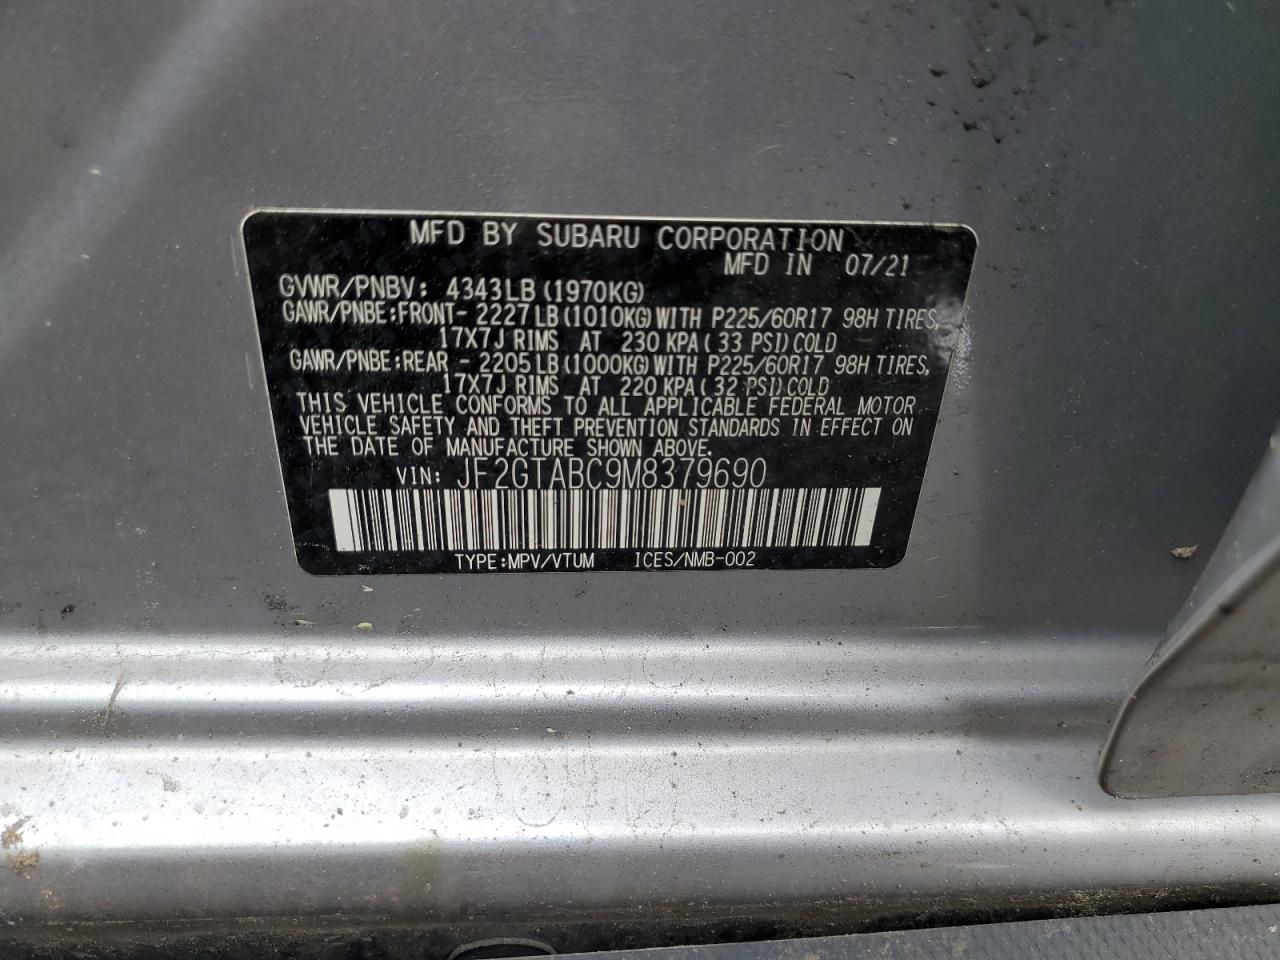 MFD BY SUBARU CORPORATION
MFD IN 07/21
GVWR/PNBV: 4343LB(1970KG)
GAWR/PNBE:FRONT- 2227LB(1010KG)WITH P225/60R17 98H TIRES,
17X7J RIMS AT 230 KPA( 33 PSI)COLD
GAWR/PNBE:REAR - 2205LB(1000KG)WITH P225/60R17 98H TIRES,
17X7J RIMS AT 220 KPA( 32 PSI)COLD
THIS VEHICLE CONFORMS TO ALL APPLICABLE FEDERAL MOTOR
VEHICLE SAFETY AND THEFT PREVENTION STANDARDS IN EFFECT ON
THE DATE OF MANUFACTURE SHOWN ABOVE.
VIN: JF2GTABC9M8379690
TYPE:MPV/VTUM ICES/NMB-002